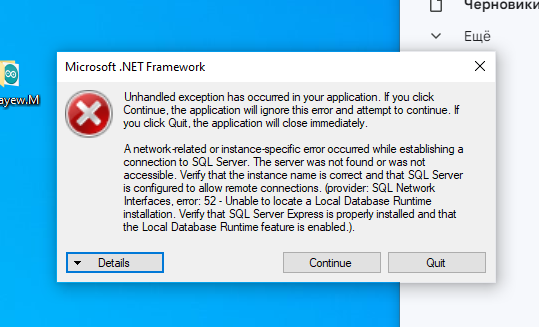 Черновики
Ещё
ayew.M
Microsoft .NET Framework
Unhandled exception has occurred in your application. If you click
Continue, the application will ignore this error and attempt to continue. If
you click Quit, the application will close immediately.
A network-related or instance-specific error occurred while establishing a
connection to SQL Server. The server was not found or was not
accessible. Verify that the instance name is correct and that SQL Server
is configured to allow remote connections. (provider: SQL Network
Interfaces, error: 52 - Unable to locate a Local Database Runtime
installation. Verify that SQL Server Express is properly installed and that
the Local Database Runtime feature is enabled.).
Details
Continue
Quit